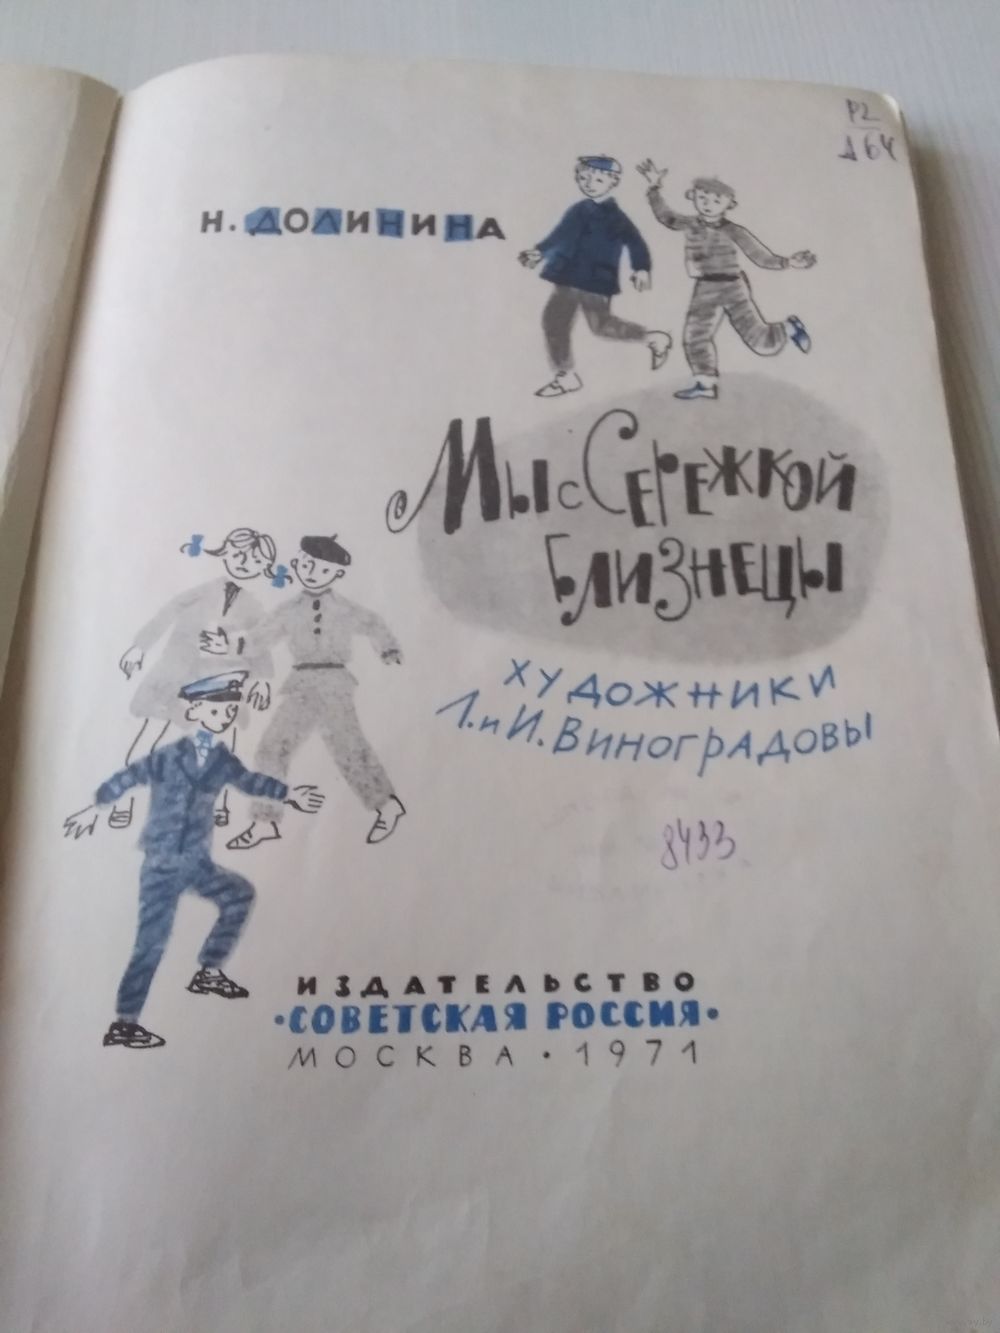 Р2
Д64
Н. ДОЛИНИНА
МЫ С СЕРЕЖКОЙ
БЛИЗНЕЦЫ
ХУДОЖНИКИ
Л. и И. ВИНОГРАДОВЫ
8433
ИЗДАТЕЛЬСТВО
•СОВЕТСКАЯ РОССИЯ•
МОСКВА • 1971